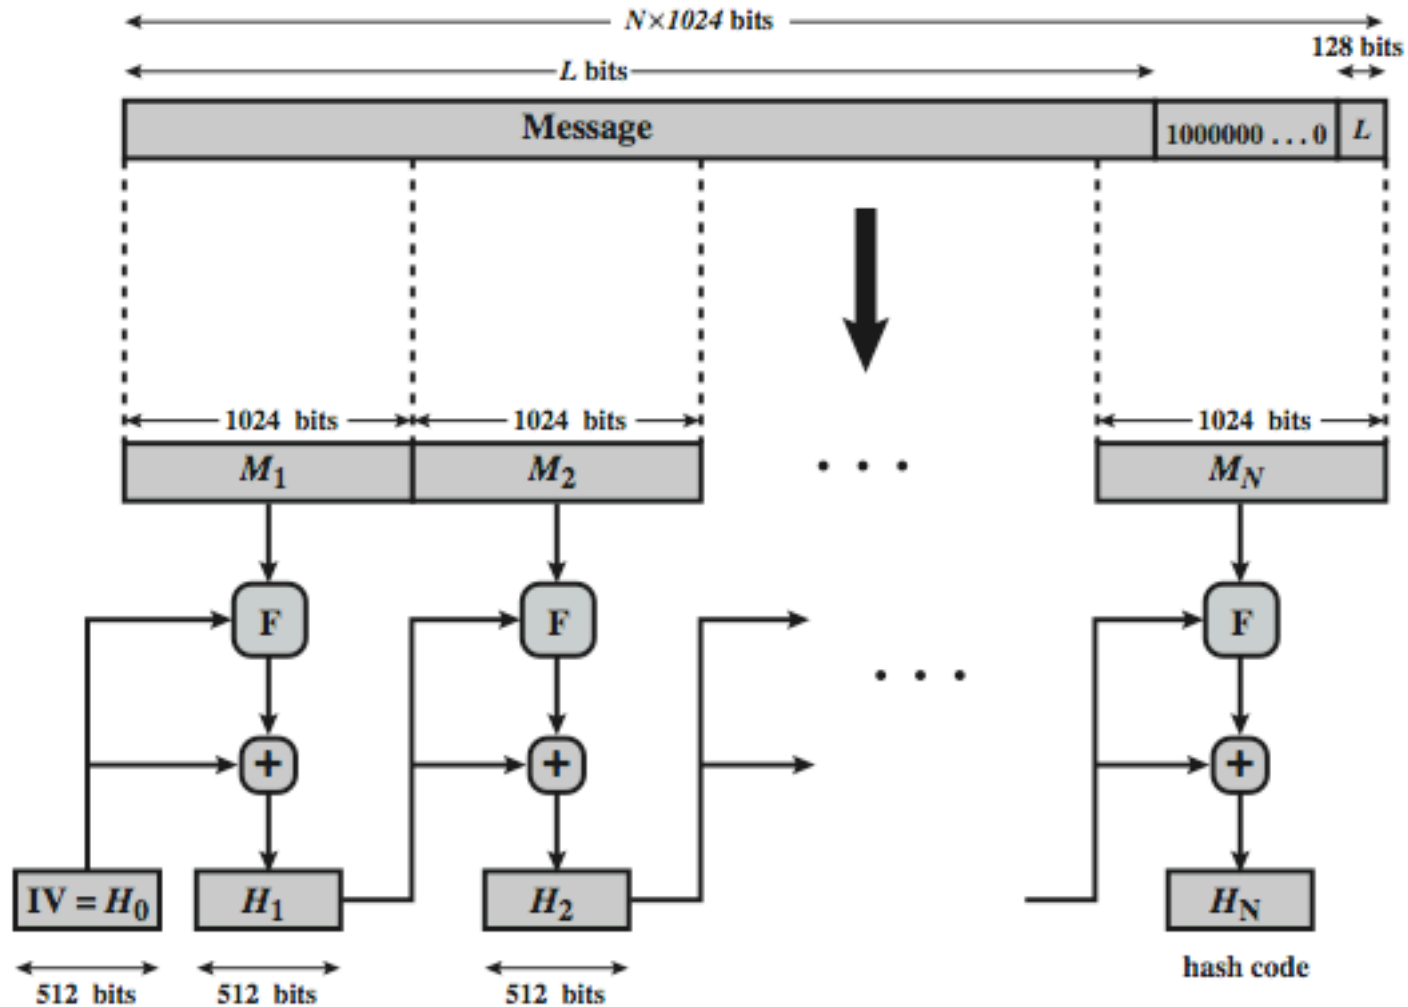 N×1024 bits
128 bits
L bits
Message
1000000 . . . 0
L
1024 bits
1024 bits
1024 bits
M1
M2
. . .
MN
F
F
F
. . .
+
+
+
IV = H0
H1
H2
HN
hash code
512 bits
512 bits
512 bits